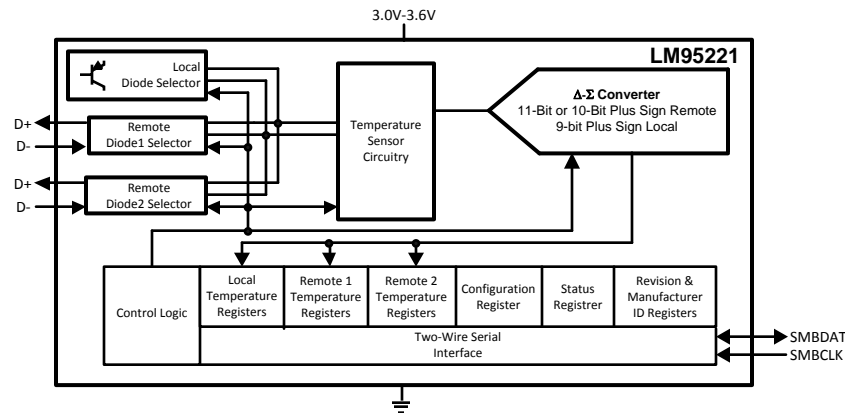 3.0V-3.6V
LM95221
Local
Diode Selector
Δ-Σ Converter
11-Bit or 10-Bit Plus Sign Remote
9-bit Plus Sign Local
D+
D-
Remote
Diode1 Selector
Temperature
Sensor
Circuitry
D+
D-
Remote
Diode2 Selector
Control Logic
Local
Temperature
Registers
Remote 1
Temperature
Registers
Remote 2
Temperature
Registers
Configuration
Register
Status
Registrer
Revision &
Manufacturer
ID Registers
Two-Wire Serial
Interface
SMBDAT
SMBCLK